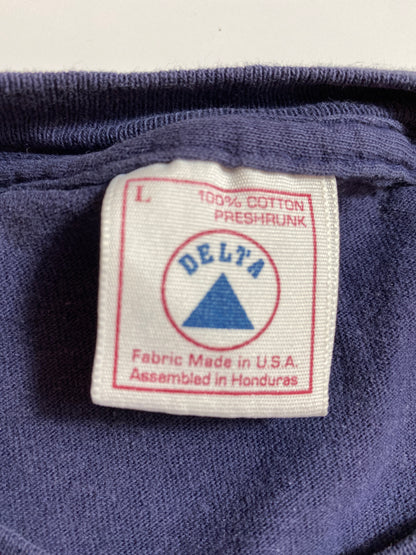 L
100% COTTON
PRESHRUNK
DELTA
Fabric Made in U.S.A.
Assembled in Honduras